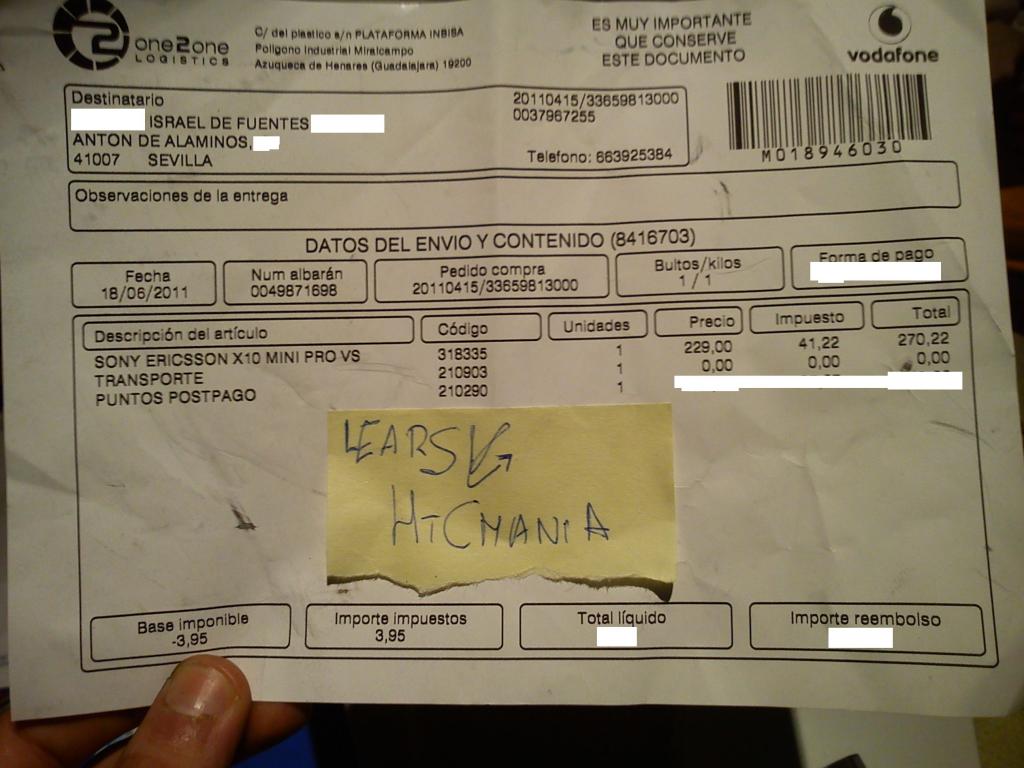 one2one
LOGISTICS
C/ del plastico s/n PLATAFORMA INBISA
Poligono Industrial Miralcampo
Azuqueca de Henares (Guadalajara) 19200
ES MUY IMPORTANTE
QUE CONSERVE
ESTE DOCUMENTO
vodafone
Destinatario
ISRAEL DE FUENTES
ANTON DE ALAMINOS,
41007 SEVILLA
20110415/33659813000
0037967255
Telefono: 663925384
M018946030
Observaciones de la entrega
DATOS DEL ENVIO Y CONTENIDO (8416703)
Fecha
18/06/2011
Num albarán
0049871698
Pedido compra
20110415/33659813000
Bultos/kilos
1 / 1
Forma de pago
Descripción del artículo Código Unidades Precio Impuesto Total
SONY ERICSSON X10 MINI PRO VS 318335 1 229,00 41,22 270,22
TRANSPORTE 210903 1 0,00 0,00 0,00
PUNTOS POSTPAGO 210290 1
LEARS
HTCMANIA
Base imponible
-3,95
Importe impuestos
3,95
Total líquido
Importe reembolso